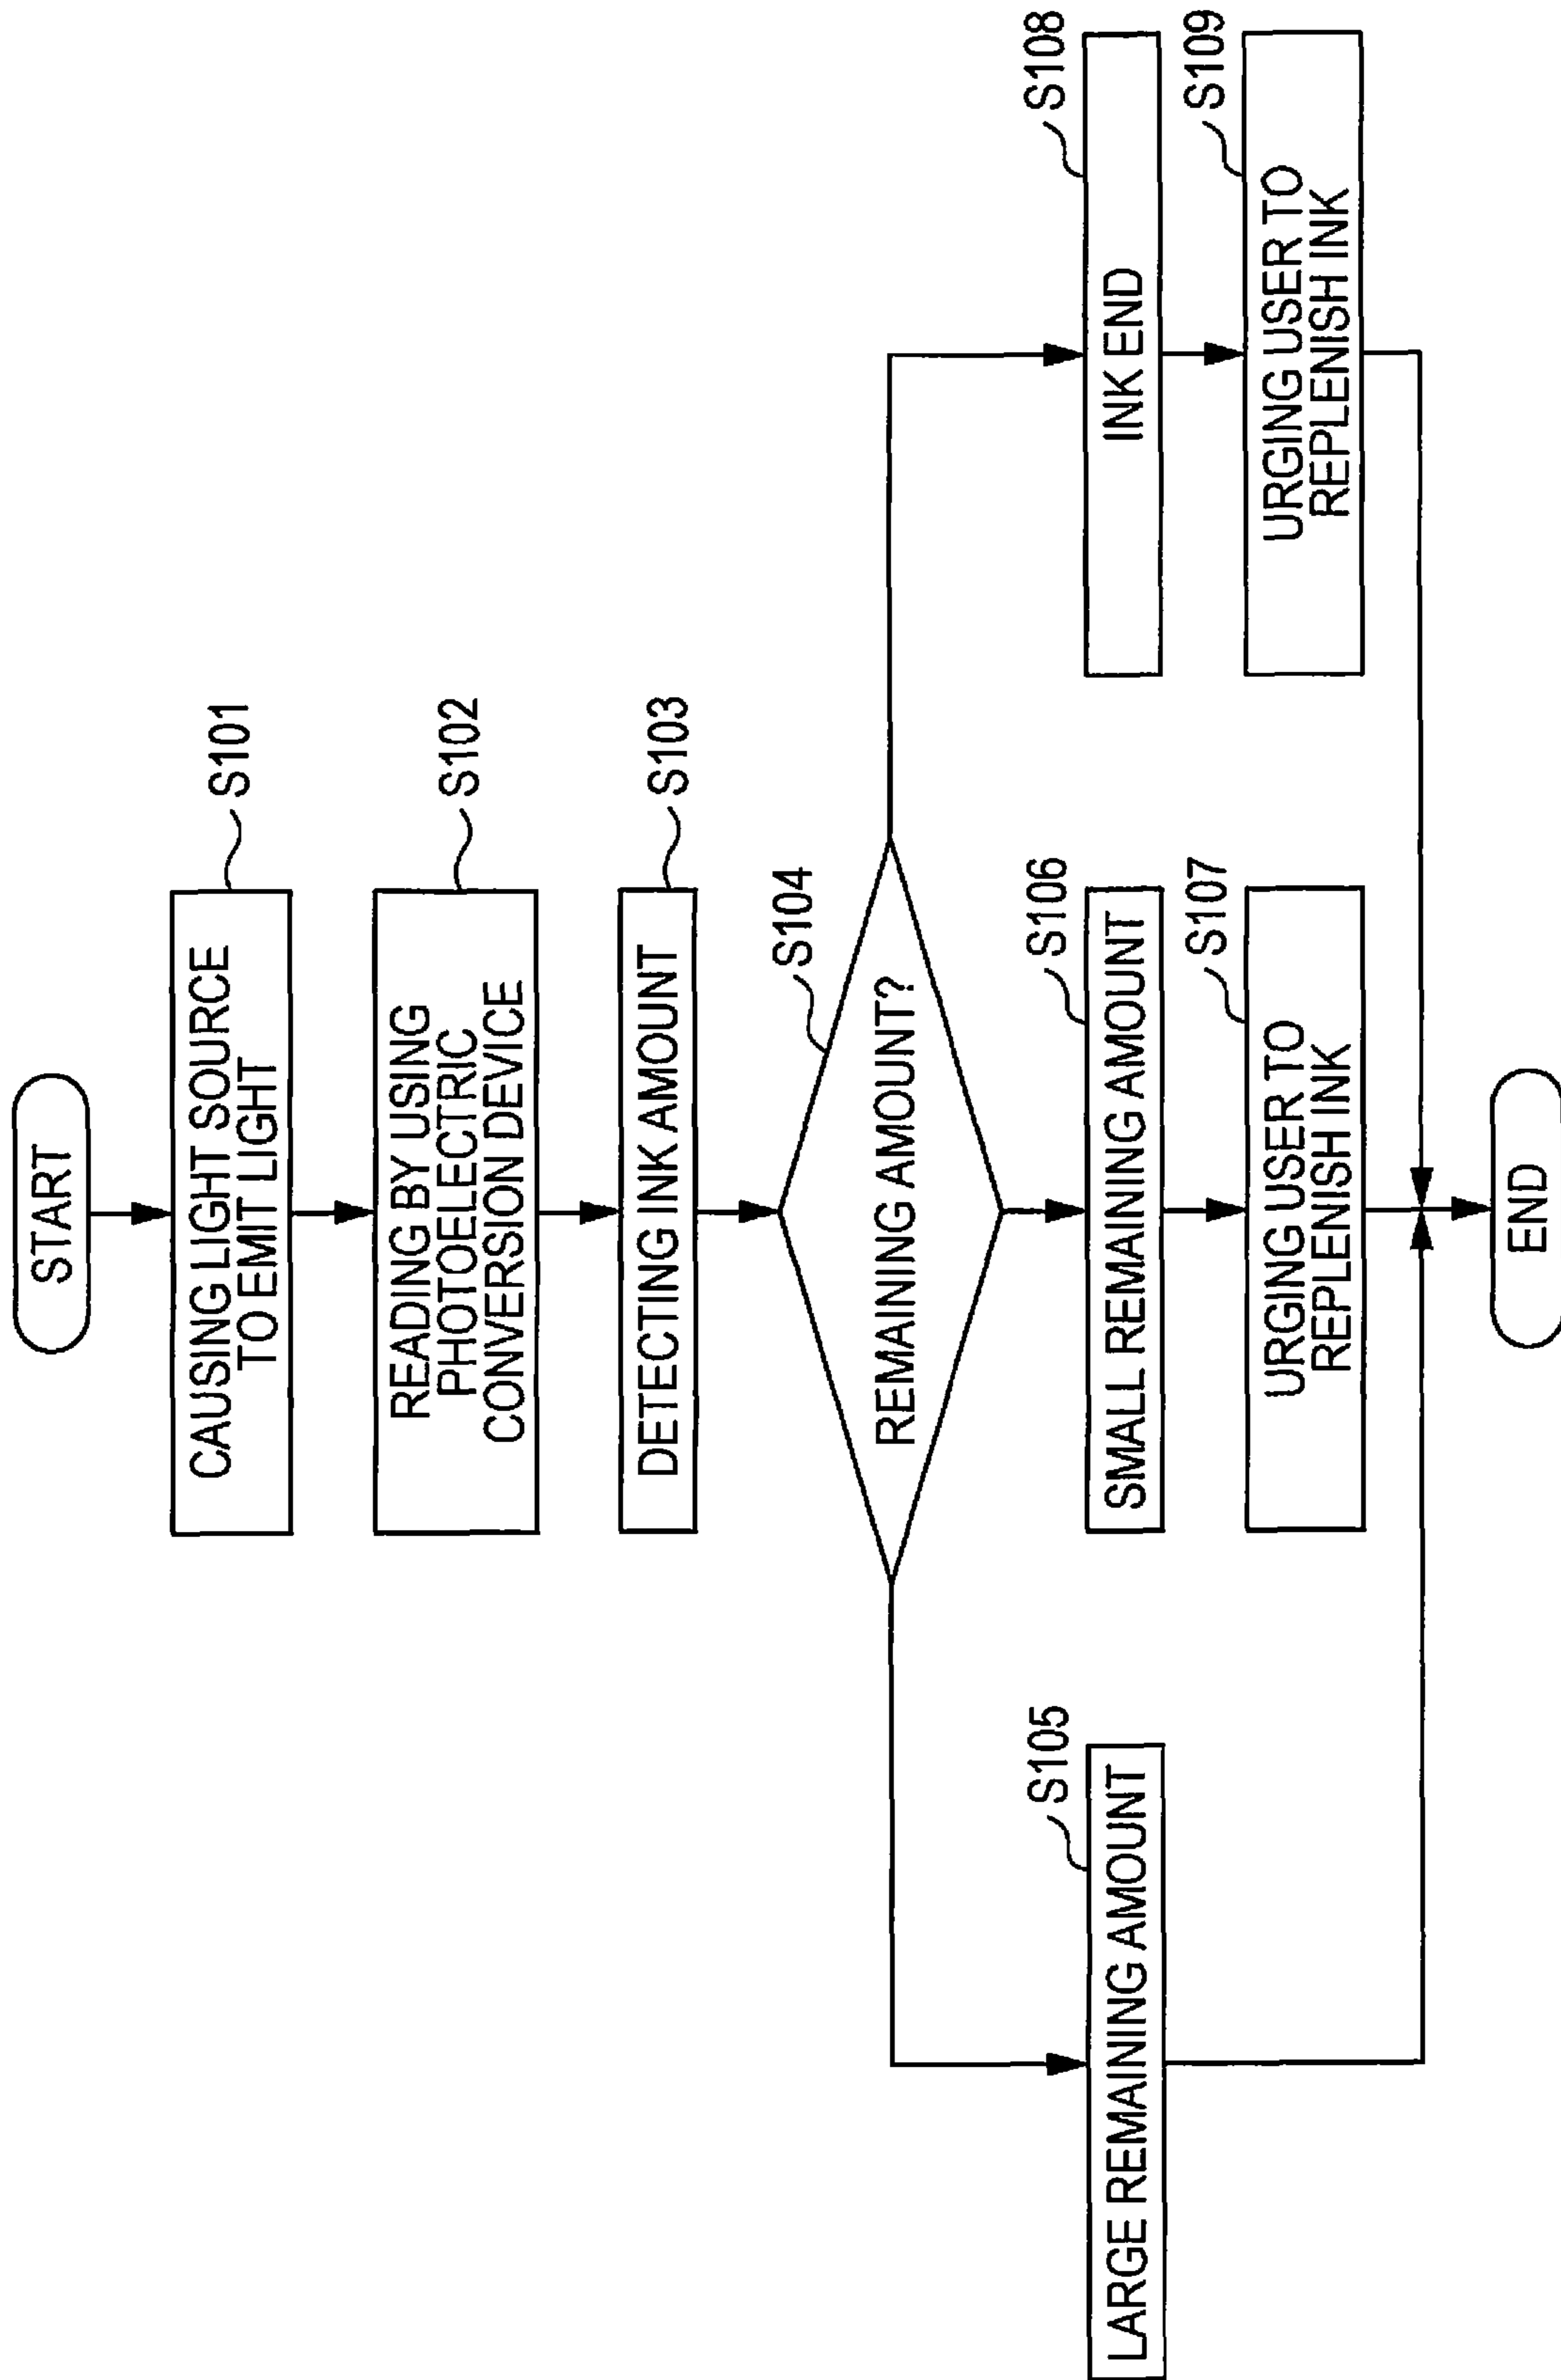 START
CAUSING LIGHT SOURCE
TO EMIT LIGHT
S101
READING BY USING
PHOTOELECTRIC
CONVERSION DEVICE
S102
DETECTING INK AMOUNT
S103
REMAINING AMOUNT?
S104
LARGE REMAINING AMOUNT
S105
SMALL REMAINING AMOUNT
S106
URGING USER TO
REPLENISH INK
S107
INK END
S108
URGING USER TO
REPLENISH INK
S109
END